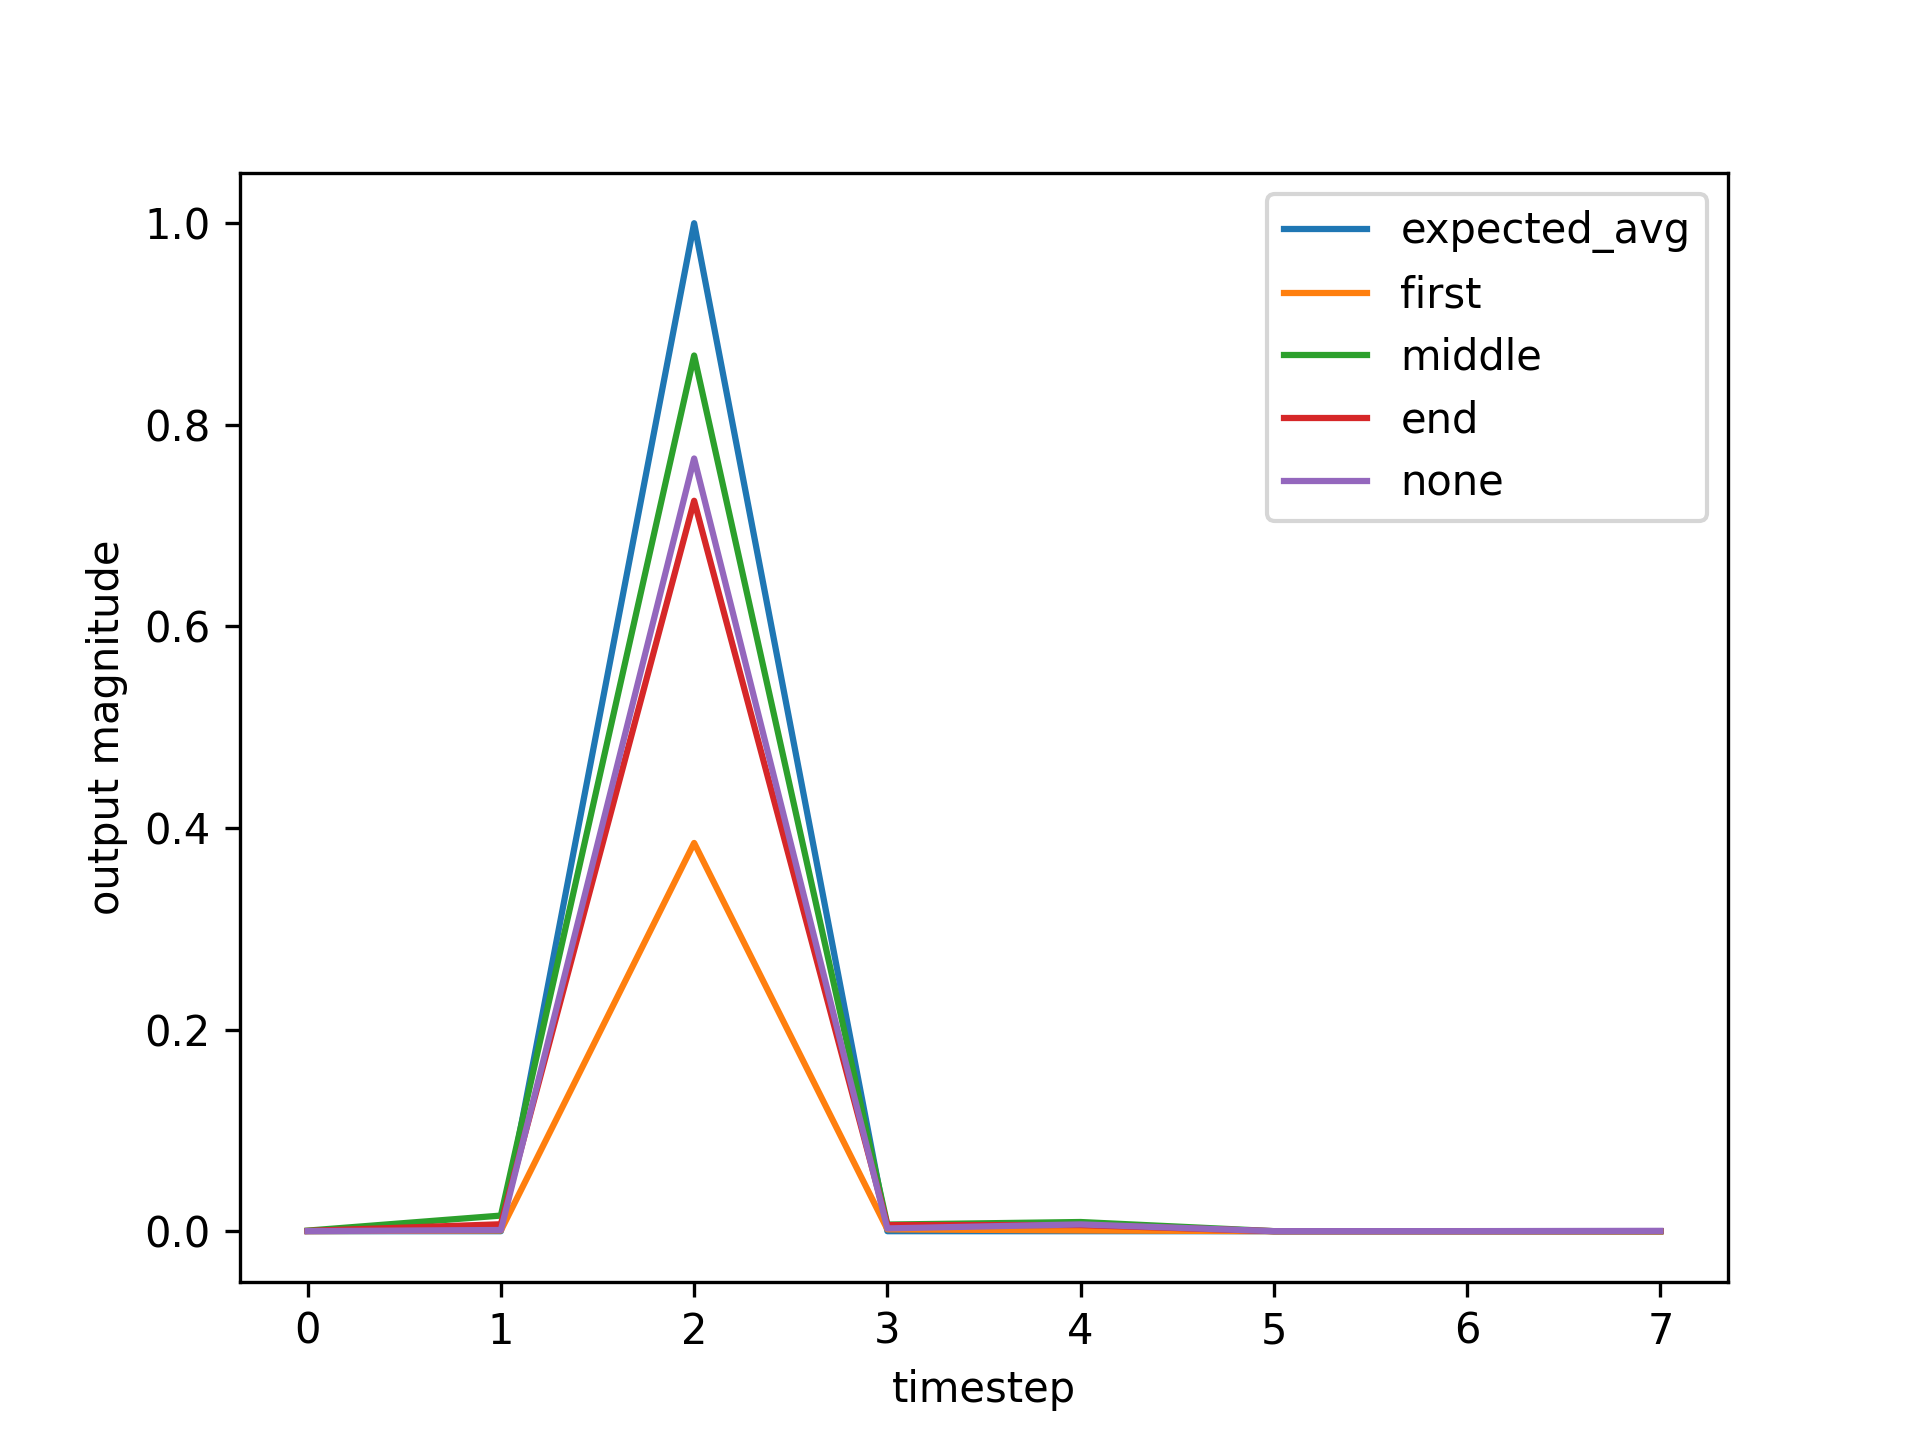 1.0
0.8
0.6
0.4
0.2
0.0
output magnitude
0 1 2 3 4 5 6 7
timestep
expected_avg
first
middle
end
none